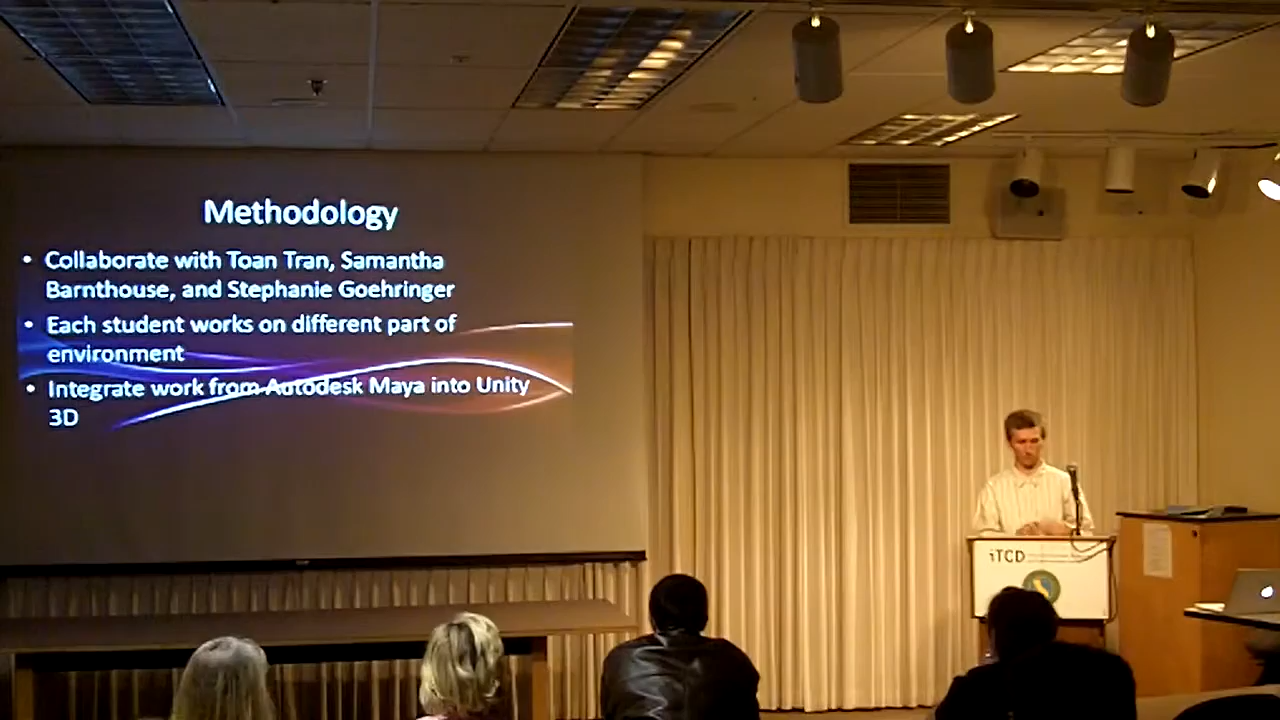 Methodology
• Collaborate with Toan Tran, Samantha
Barnthouse, and Stephanie Goehringer
• Each student works on different part of
environment
• Integrate work from Autodesk Maya into Unity
3D
iTCD